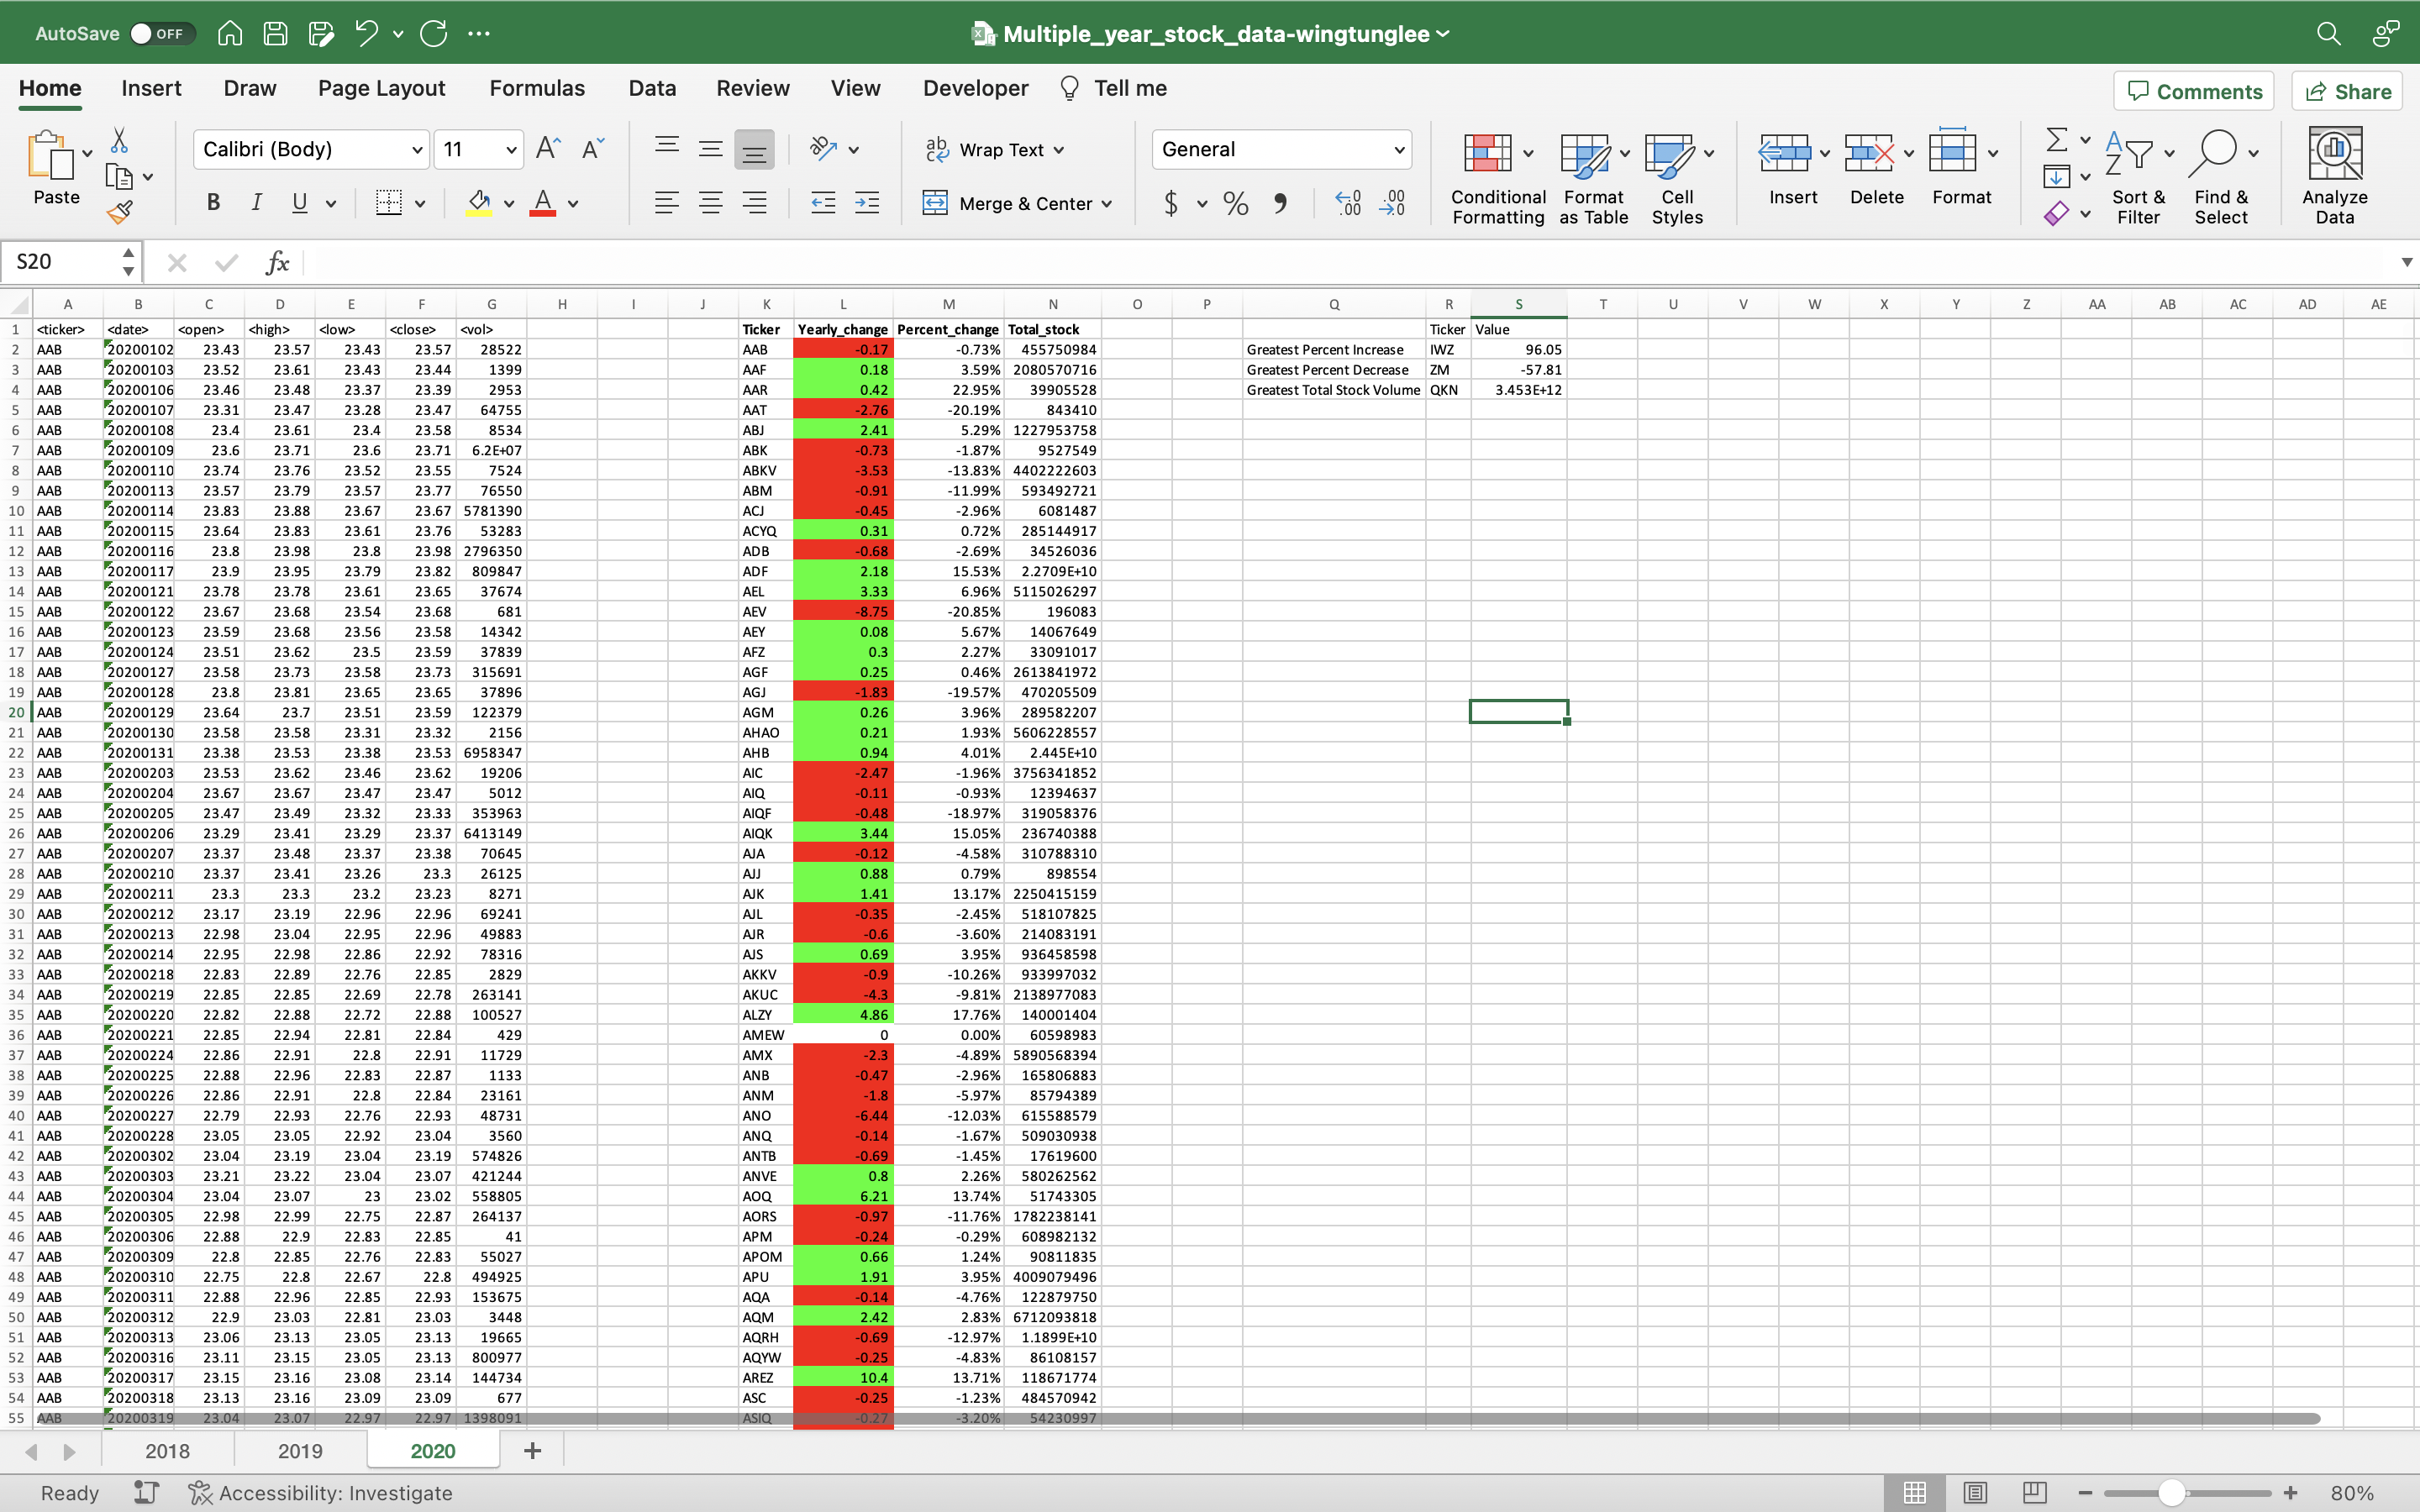 AutoSave OFF Multiple_year_stock_data-wingtunglee
Home Insert Draw Page Layout Formulas Data Review View Developer Tell me Comments Share
Paste Calibri (Body) 11 Wrap Text General Conditional Formatting Format as Table Cell Styles Insert Delete Format Sort & Filter Find & Select Analyze Data
B I U Merge & Center $ %
S20 fx
A B C D E F G H I J K L M N O P Q R S T U V W X Y Z AA AB AC AD AE
1 <ticker> <date> <open> <high> <low> <close> <vol> Ticker Yearly_change Percent_change Total_stock Ticker Value
2 AAB 20200102 23.43 23.57 23.43 23.57 28522 AAB -0.17 -0.73% 455750984 Greatest Percent Increase IWZ 96.05
3 AAB 20200103 23.52 23.61 23.43 23.44 1399 AAF 0.18 3.59% 2080570716 Greatest Percent Decrease ZM -57.81
4 AAB 20200106 23.46 23.48 23.37 23.39 2953 AAR 0.42 22.95% 39905528 Greatest Total Stock Volume QKN 3.453E+12
5 AAB 20200107 23.31 23.47 23.28 23.47 64755 AAT -2.76 -20.19% 843410
6 AAB 20200108 23.4 23.61 23.4 23.58 8534 ABJ 2.41 5.29% 1227953758
7 AAB 20200109 23.6 23.71 23.6 23.71 6.2E+07 ABK -0.73 -1.87% 9527549
8 AAB 20200110 23.74 23.76 23.52 23.55 7524 ABKV -3.53 -13.83% 4402222603
9 AAB 20200113 23.57 23.79 23.57 23.77 76550 ABM -0.91 -11.99% 593492721
10 AAB 20200114 23.83 23.88 23.67 23.67 5781390 ACJ -0.45 -2.96% 6081487
11 AAB 20200115 23.64 23.83 23.61 23.76 53283 ACYQ 0.31 0.72% 285144917
12 AAB 20200116 23.8 23.98 23.8 23.98 2796350 ADB -0.68 -2.69% 34526036
13 AAB 20200117 23.9 23.95 23.79 23.82 809847 ADF 2.18 15.53% 2.2709E+10
14 AAB 20200121 23.78 23.78 23.61 23.65 37674 AEL 3.33 6.96% 5115026297
15 AAB 20200122 23.67 23.68 23.54 23.68 681 AEV -8.75 -20.85% 196083
16 AAB 20200123 23.59 23.68 23.56 23.58 14342 AEY 0.08 5.67% 14067649
17 AAB 20200124 23.51 23.62 23.5 23.59 37839 AFZ 0.3 2.27% 33091017
18 AAB 20200127 23.58 23.73 23.58 23.73 315691 AGF 0.25 0.46% 2613841972
19 AAB 20200128 23.8 23.81 23.65 23.65 37896 AGJ -1.83 -19.57% 470205509
20 AAB 20200129 23.64 23.7 23.51 23.59 122379 AGM 0.26 3.96% 289582207
21 AAB 20200130 23.58 23.58 23.31 23.32 2156 AHAO 0.21 1.93% 5606228557
22 AAB 20200131 23.38 23.53 23.38 23.53 6958347 AHB 0.94 4.01% 2.445E+10
23 AAB 20200203 23.53 23.62 23.46 23.62 19206 AIC -2.47 -1.96% 3756341852
24 AAB 20200204 23.67 23.67 23.47 23.47 5012 AIQ -0.11 -0.93% 12394637
25 AAB 20200205 23.47 23.49 23.32 23.33 353963 AIQF -0.48 -18.97% 319058376
26 AAB 20200206 23.29 23.41 23.29 23.37 6413149 AIQK 3.44 15.05% 236740388
27 AAB 20200207 23.37 23.48 23.37 23.38 70645 AJA -0.12 -4.58% 310788310
28 AAB 20200210 23.37 23.41 23.26 23.3 26125 AJJ 0.88 0.79% 898554
29 AAB 20200211 23.3 23.3 23.2 23.23 8271 AJK 1.41 13.17% 2250415159
30 AAB 20200212 23.17 23.19 22.96 22.96 69241 AJL -0.35 -2.45% 518107825
31 AAB 20200213 22.98 23.04 22.95 22.96 49883 AJR -0.6 -3.60% 214083191
32 AAB 20200214 22.95 22.98 22.86 22.92 78316 AJS 0.69 3.95% 936458598
33 AAB 20200218 22.83 22.89 22.76 22.85 2829 AKKV -0.9 -10.26% 933997032
34 AAB 20200219 22.85 22.85 22.69 22.78 263141 AKUC -4.3 -9.81% 2138977083
35 AAB 20200220 22.82 22.88 22.72 22.88 100527 ALZY 4.86 17.76% 140001404
36 AAB 20200221 22.85 22.94 22.81 22.84 429 AMEW 0 0.00% 60598983
37 AAB 20200224 22.86 22.91 22.8 22.91 11729 AMX -2.3 -4.89% 5890568394
38 AAB 20200225 22.88 22.96 22.83 22.87 1133 ANB -0.47 -2.96% 165806883
39 AAB 20200226 22.86 22.91 22.8 22.84 23161 ANM -1.8 -5.97% 85794389
40 AAB 20200227 22.79 22.93 22.76 22.93 48731 ANO -6.44 -12.03% 615588579
41 AAB 20200228 23.05 23.05 22.92 23.04 3560 ANQ -0.14 -1.67% 509030938
42 AAB 20200302 23.04 23.19 23.04 23.19 574826 ANTB -0.69 -1.45% 17619600
43 AAB 20200303 23.21 23.22 23.04 23.07 421244 ANVE 0.8 2.26% 580262562
44 AAB 20200304 23.04 23.07 23 23.02 558805 AOQ 6.21 13.74% 51743305
45 AAB 20200305 22.98 22.99 22.75 22.87 264137 AORS -0.97 -11.76% 1782238141
46 AAB 20200306 22.88 22.9 22.83 22.85 41 APM -0.24 -0.29% 608982132
47 AAB 20200309 22.8 22.85 22.76 22.83 55027 APOM 0.66 1.24% 90811835
48 AAB 20200310 22.75 22.8 22.67 22.8 494925 APU 1.91 3.95% 4009079496
49 AAB 20200311 22.88 22.96 22.85 22.93 153675 AQA -0.14 -4.76% 122879750
50 AAB 20200312 22.9 23.03 22.81 23.03 3448 AQM 2.42 2.83% 6712093818
51 AAB 20200313 23.06 23.13 23.05 23.13 19665 AQRH -0.69 -12.97% 1.1899E+10
52 AAB 20200316 23.11 23.15 23.05 23.13 800977 AQYW -0.25 -4.83% 86108157
53 AAB 20200317 23.15 23.16 23.08 23.14 144734 AREZ 10.4 13.71% 118671774
54 AAB 20200318 23.13 23.16 23.09 23.09 677 ASC -0.25 -1.23% 484570942
55 AAB 20200319 23.04 23.07 22.97 22.97 1398091 ASIQ -0.27 -3.20% 54230997
2018 2019 2020
Ready Accessibility: Investigate 80%